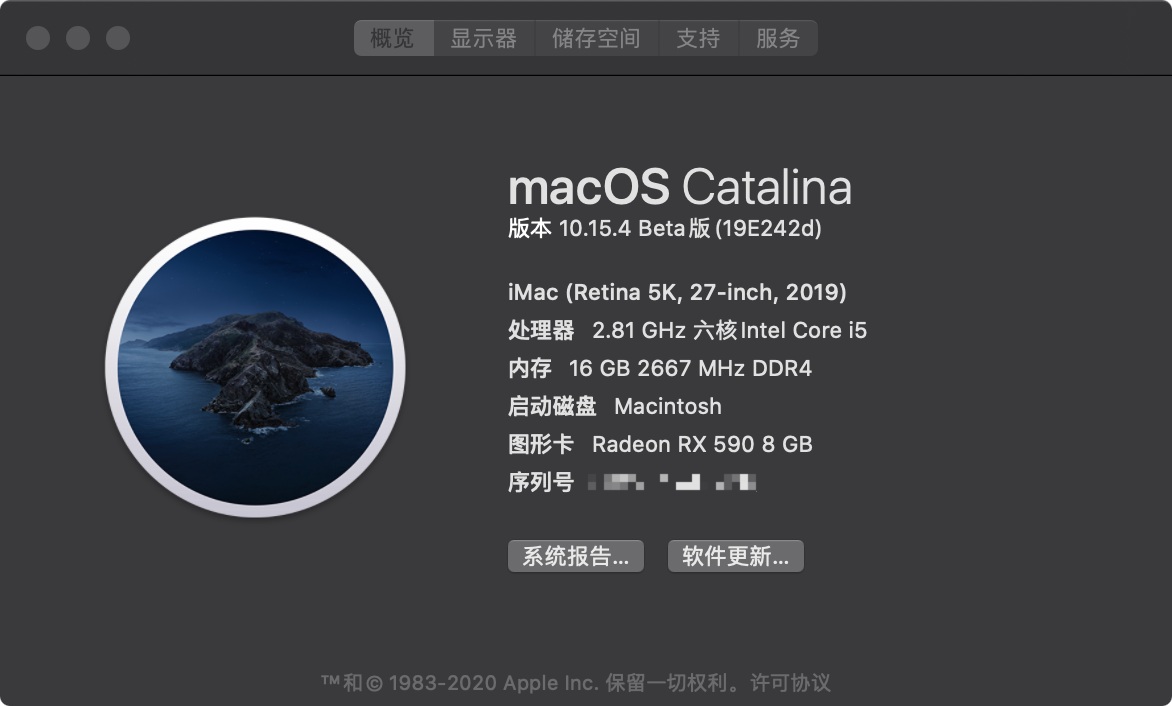 概览 显示器 储存空间 支持 服务
macOS Catalina
版本 10.15.4 Beta版 (19E242d)
iMac (Retina 5K, 27-inch, 2019)
处理器 2.81 GHz 六核Intel Core i5
内存 16 GB 2667 MHz DDR4
启动磁盘 Macintosh
图形卡 Radeon RX 590 8 GB
序列号
系统报告... 软件更新...
™和© 1983-2020 Apple Inc. 保留一切权利。许可协议